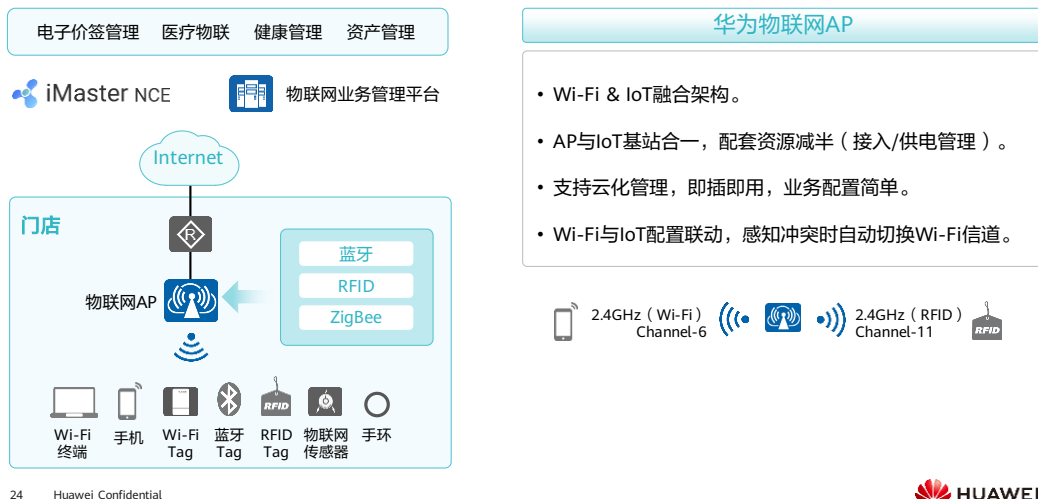 电子价签管理 医疗物联 健康管理 资产管理
iMaster NCE
物联网业务管理平台
Internet
门店
R
物联网AP
蓝牙
RFID
ZigBee
RFID
Wi-Fi 终端
手机
Wi-Fi Tag
蓝牙 Tag
RFID Tag
物联网 传感器
手环
华为物联网AP
• Wi-Fi & IoT融合架构。
• AP与IoT基站合一，配套资源减半（接入/供电管理）。
• 支持云化管理，即插即用，业务配置简单。
• Wi-Fi与IoT配置联动，感知冲突时自动切换Wi-Fi信道。
2.4GHz（Wi-Fi）
Channel-6
2.4GHz（RFID）
Channel-11
RFID
24 Huawei Confidential
HUAWEI